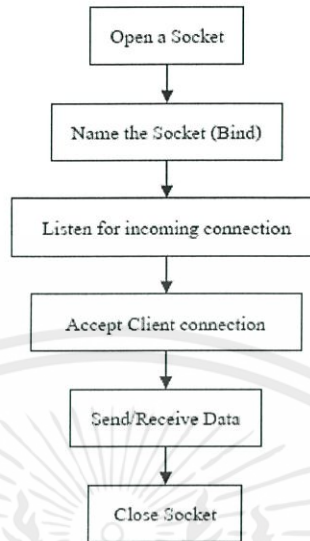 Open a Socket
Name the Socket (Bind)
Listen for incoming connection
Accept Client connection
Send/Receive Data
Close Socket